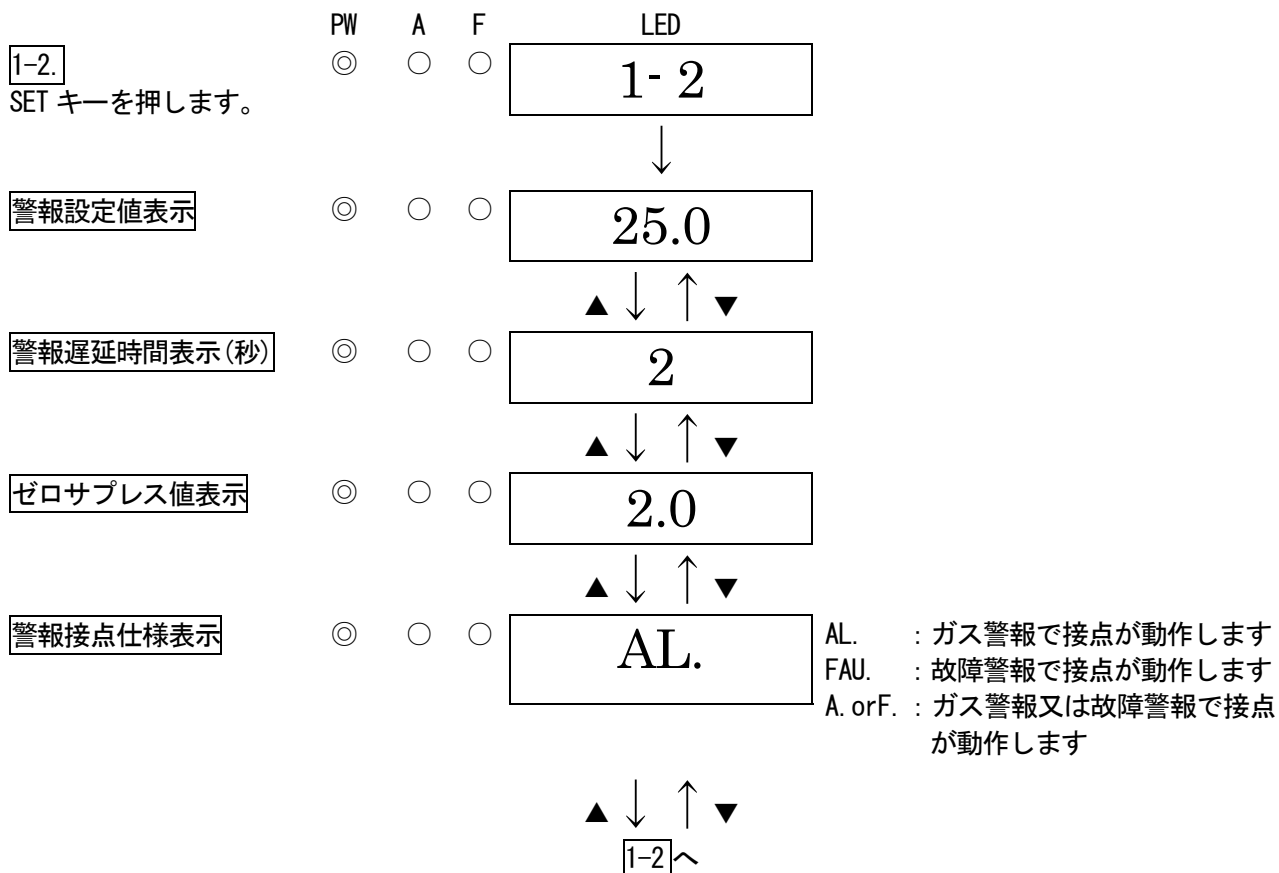 PW A F LED
1-2. ◎ ○ ○ 1- 2
SET キーを押します。
↓
警報設定値表示 ◎ ○ ○ 25.0
▲ ↓ ↑ ▼
警報遅延時間表示(秒) ◎ ○ ○ 2
▲ ↓ ↑ ▼
ゼロサプレス値表示 ◎ ○ ○ 2.0
▲ ↓ ↑ ▼
警報接点仕様表示 ◎ ○ ○ AL. AL. : ガス警報で接点が動作します
FAU. : 故障警報で接点が動作します
A.orF. : ガス警報又は故障警報で接点
が動作します
▲ ↓ ↑ ▼
1-2へ